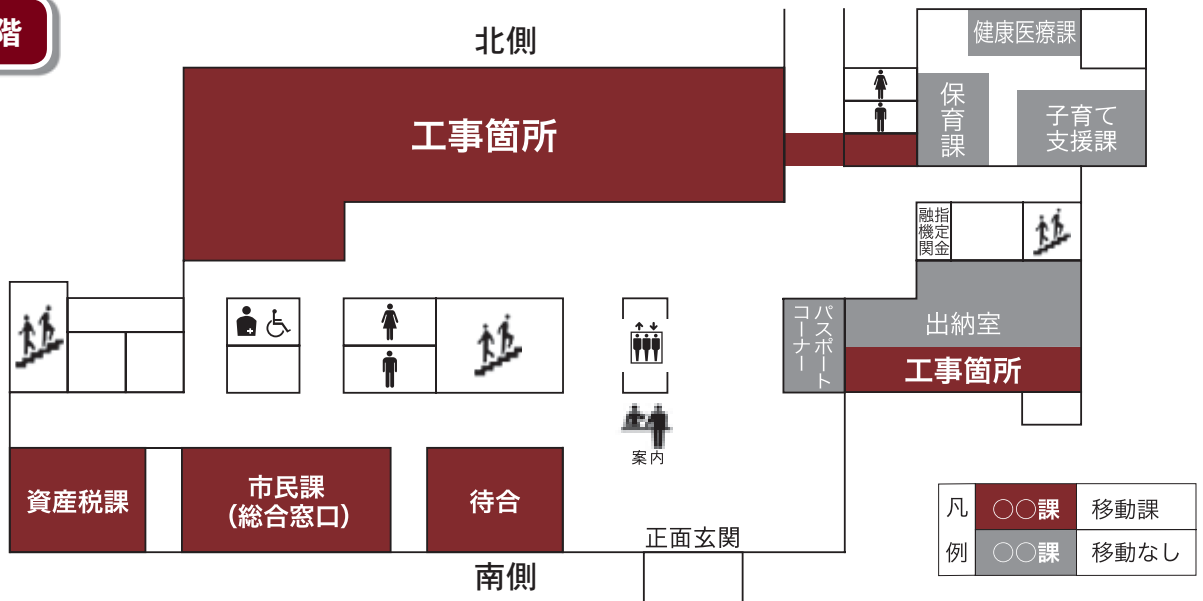 階
北側
健康医療課
工事箇所
保育課
子育て
支援課
指定金
融機関
パスポート
コーナー
出納室
工事箇所
案内
資産税課
市民課
（総合窓口）
待合
正面玄関
南側
凡例
○○課 移動課
○○課 移動なし